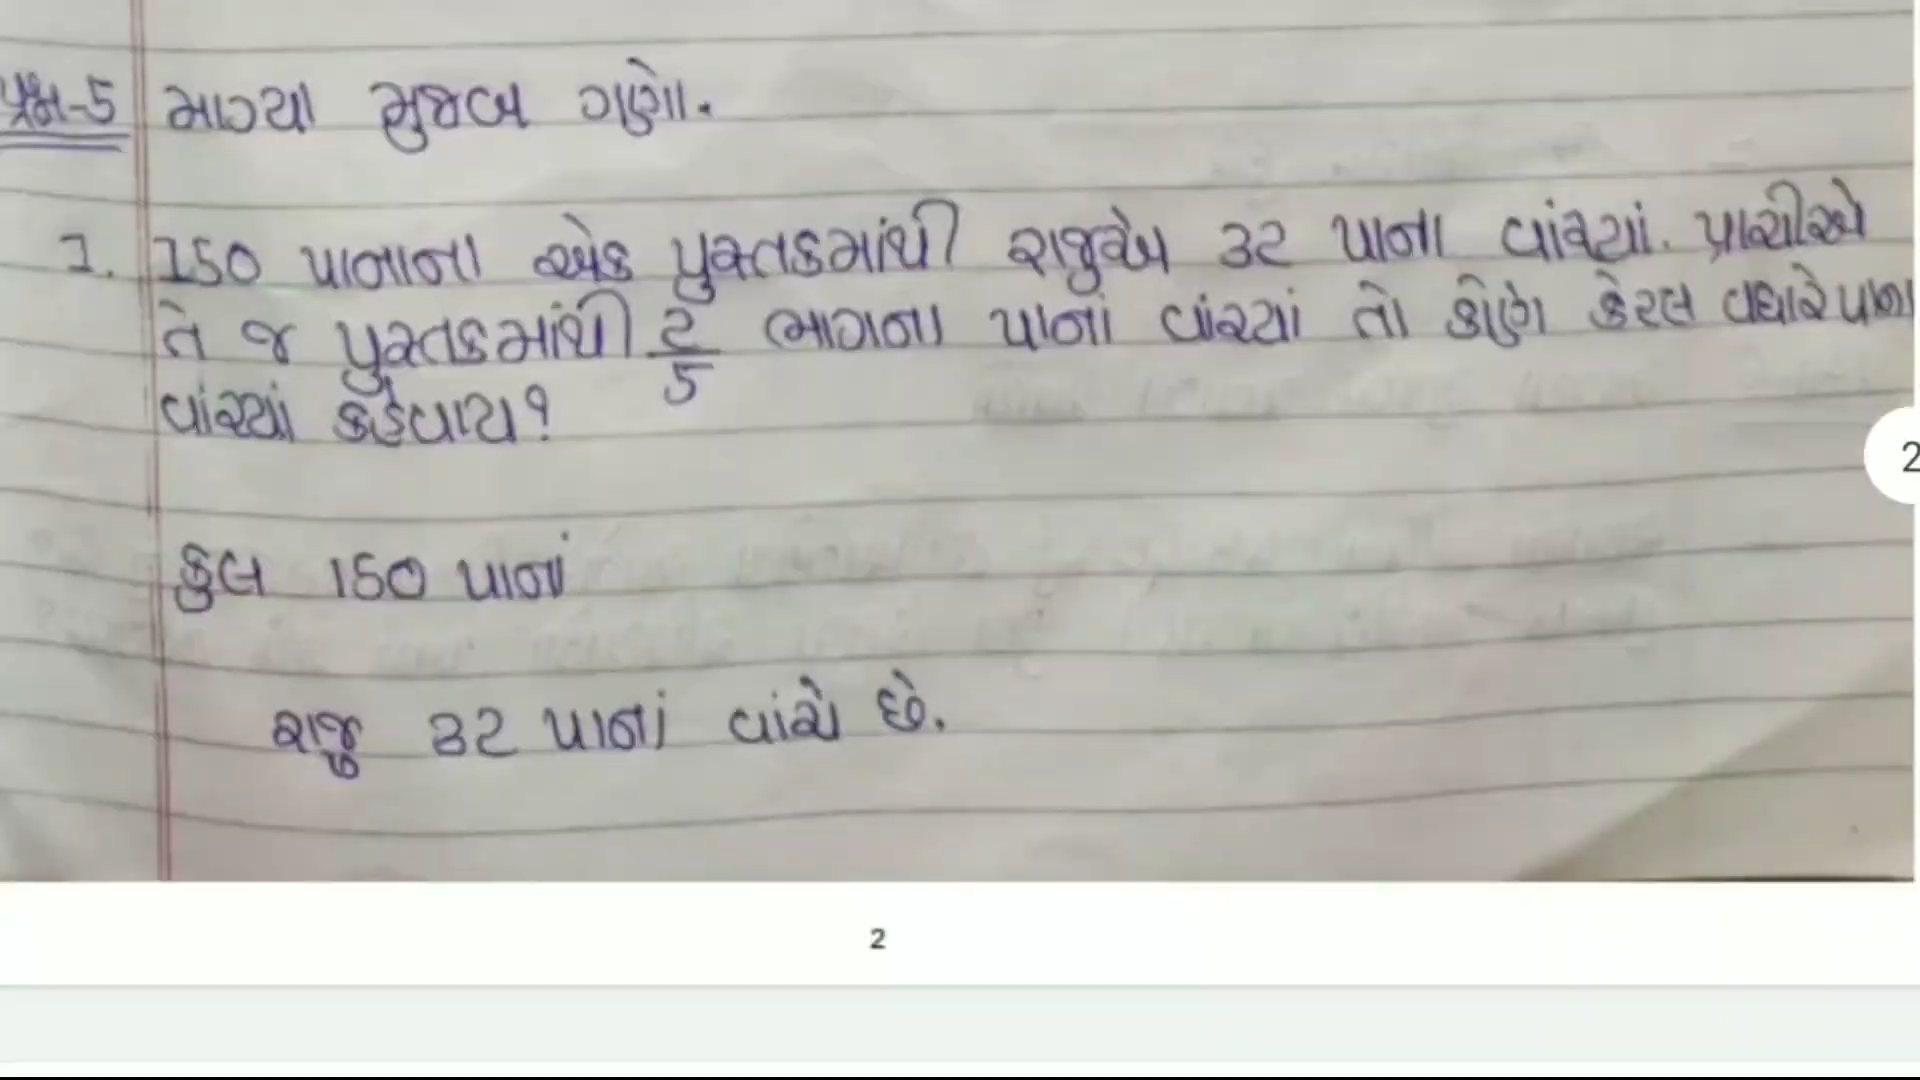 પ્રશ્ન-5 માગ્યા મુજબ ગણો.
1. 150 પાનાના એક પુસ્તકમાંથી રાજુએ 32 પાના વાંચ્યાં. પ્રાચીએ
તે જ પુસ્તકમાંથી 2/5 ભાગના પાનાં વાંચ્યાં તો કોણે કેટલ વધારે પાના
વાંચ્યાં કહેવાય?
કુલ 150 પાનાં
રાજુ 32 પાનાં વાંચે છે.
2
2